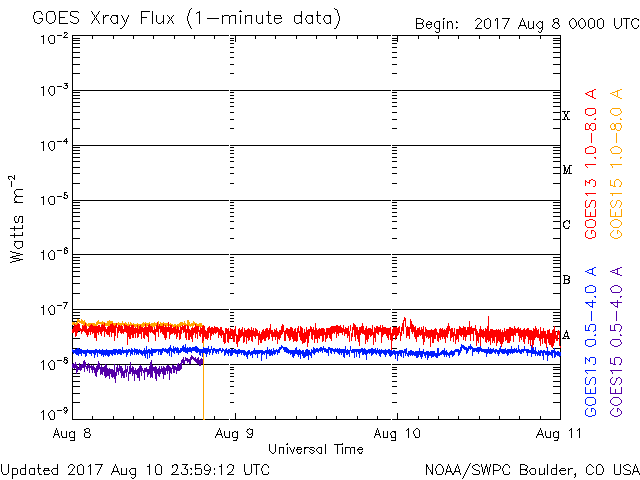 GOES Xray Flux (1-minute data)
Begin: 2017 Aug 8 0000 UTC
10⁻²
10⁻³
10⁻⁴
10⁻⁵
10⁻⁶
10⁻⁷
10⁻⁸
10⁻⁹
Watts m⁻²
X
M
C
B
A
GOES13 1.0-8.0 A
GOES15 1.0-8.0 A
GOES13 0.5-4.0 A
GOES15 0.5-4.0 A
Aug 8 Aug 9 Aug 10 Aug 11
Universal Time
Updated 2017 Aug 10 23:59:12 UTC
NOAA/SWPC Boulder, CO USA